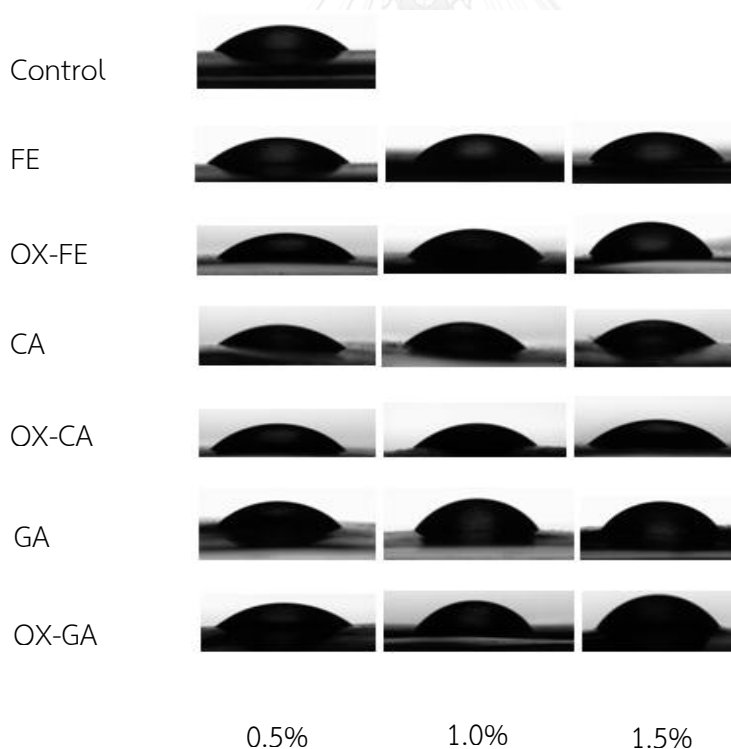 Control
FE
OX-FE
CA
OX-CA
GA
OX-GA
0.5% 1.0% 1.5%